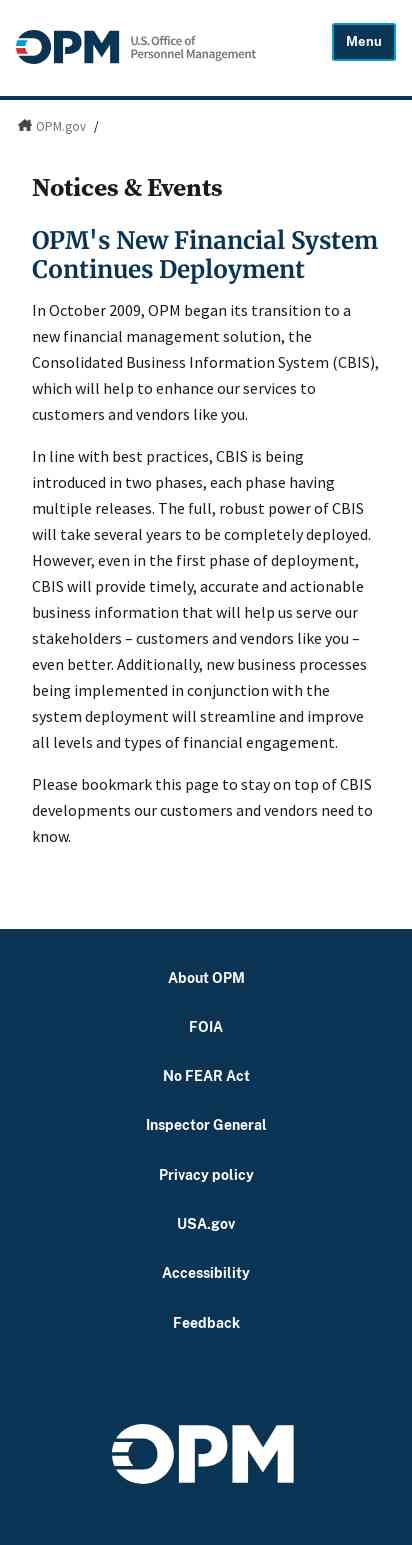 OPM
U.S. Office of
Personnel Management
Menu
OPM.gov /
Notices & Events
OPM's New Financial System
Continues Deployment
In October 2009, OPM began its transition to a
new financial management solution, the
Consolidated Business Information System (CBIS),
which will help to enhance our services to
customers and vendors like you.
In line with best practices, CBIS is being
introduced in two phases, each phase having
multiple releases. The full, robust power of CBIS
will take several years to be completely deployed.
However, even in the first phase of deployment,
CBIS will provide timely, accurate and actionable
business information that will help us serve our
stakeholders – customers and vendors like you –
even better. Additionally, new business processes
being implemented in conjunction with the
system deployment will streamline and improve
all levels and types of financial engagement.
Please bookmark this page to stay on top of CBIS
developments our customers and vendors need to
know.
About OPM
FOIA
No FEAR Act
Inspector General
Privacy policy
USA.gov
Accessibility
Feedback
OPM